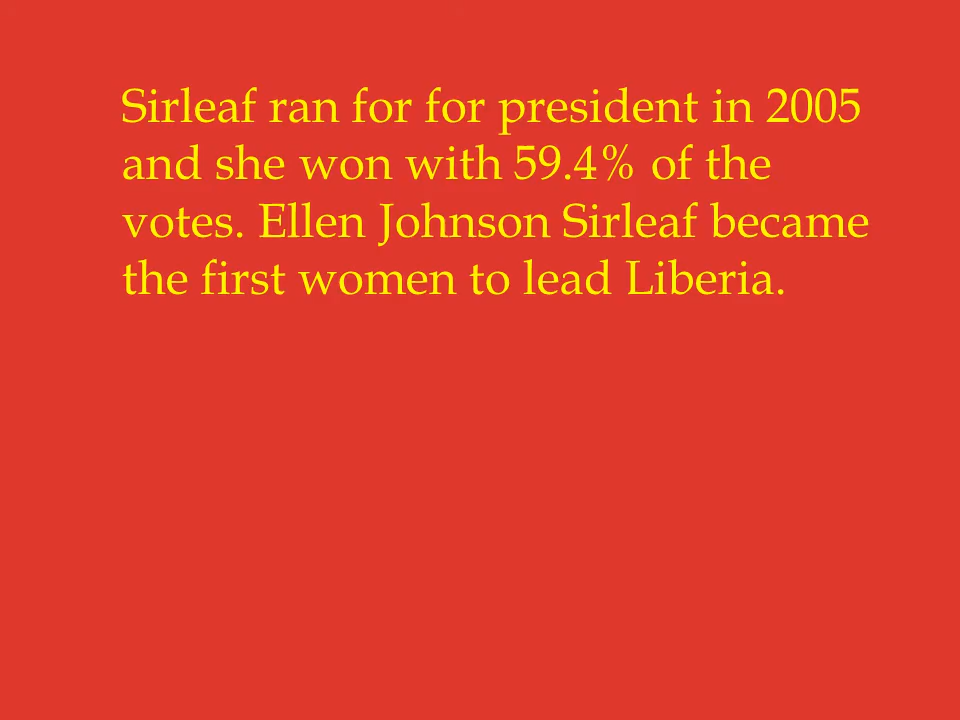 Sirleaf ran for for president in 2005
and she won with 59.4% of the
votes. Ellen Johnson Sirleaf became
the first women to lead Liberia.